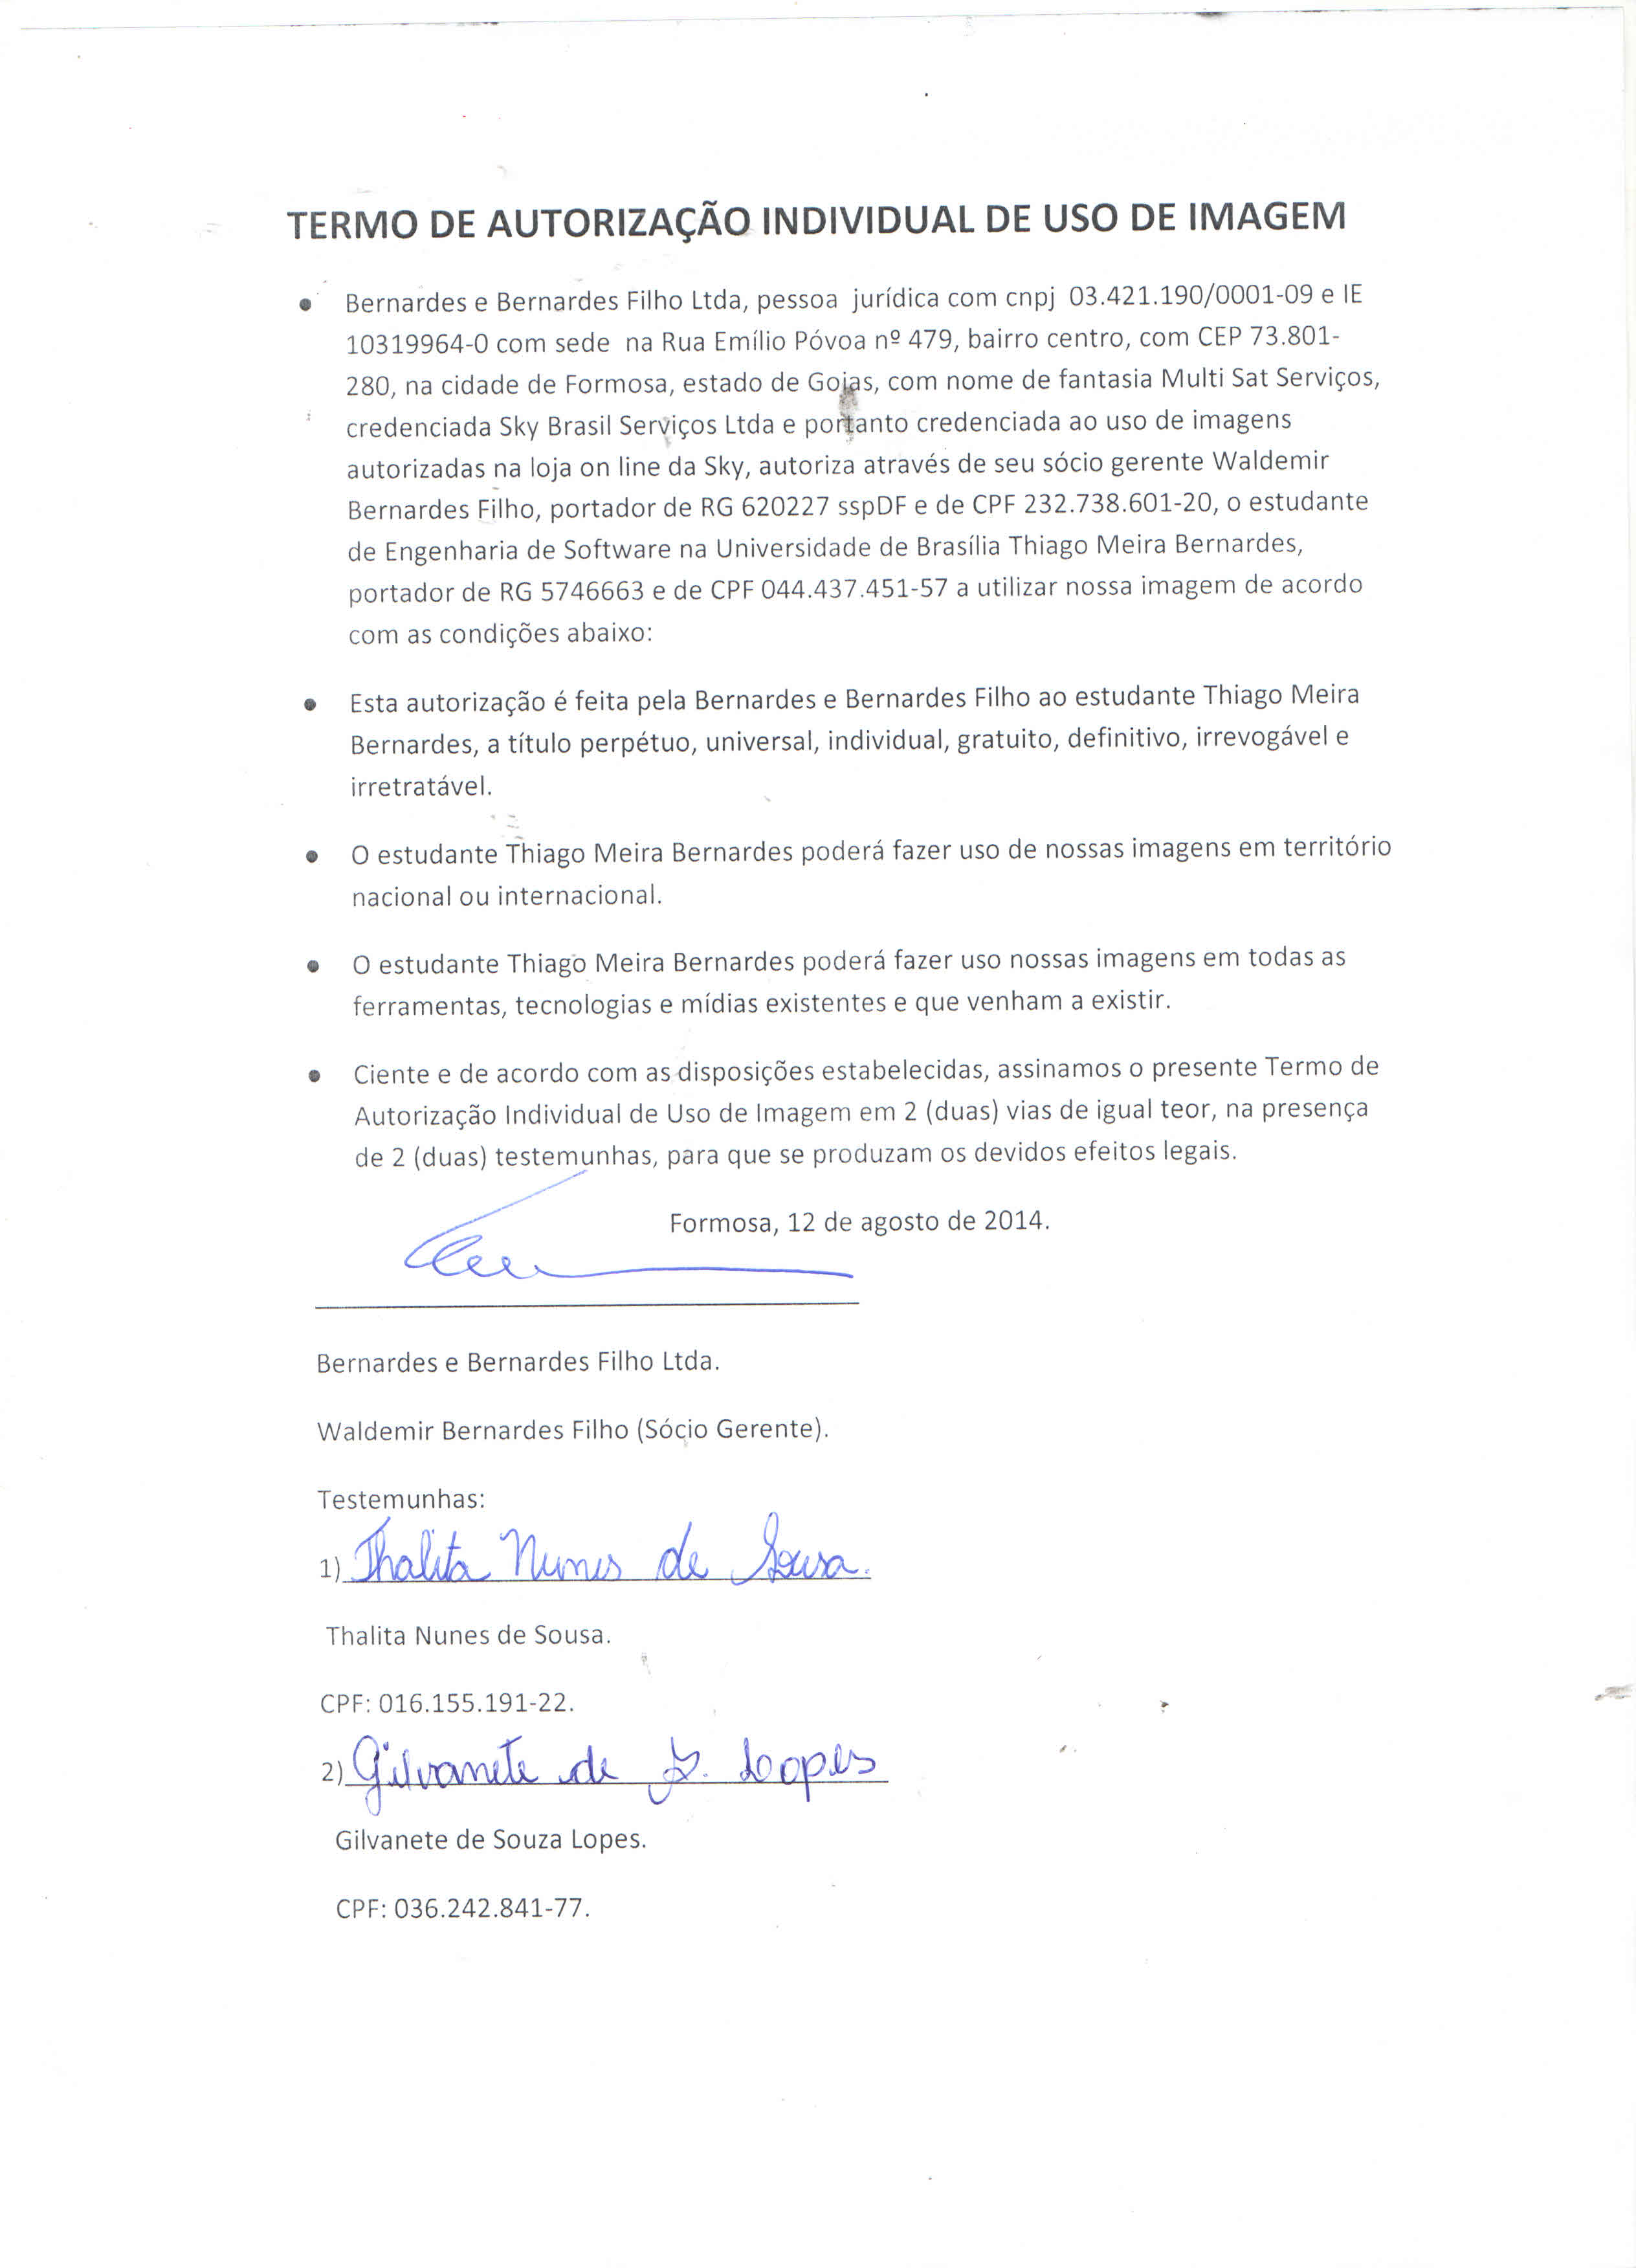 TERMO DE AUTORIZAÇÃO INDIVIDUAL DE USO DE IMAGEM
• Bernardes e Bernardes Filho Ltda, pessoa jurídica com cnpj 03.421.190/0001-09 e IE
10319964-0 com sede na Rua Emílio Póvoa nº 479, bairro centro, com CEP 73.801-
280, na cidade de Formosa, estado de Goias, com nome de fantasia Multi Sat Serviços,
credenciada Sky Brasil Serviços Ltda e portanto credenciada ao uso de imagens
autorizadas na loja on line da Sky, autoriza através de seu sócio gerente Waldemir
Bernardes Filho, portador de RG 620227 sspDF e de CPF 232.738.601-20, o estudante
de Engenharia de Software na Universidade de Brasília Thiago Meira Bernardes,
portador de RG 5746663 e de CPF 044.437.451-57 a utilizar nossa imagem de acordo
com as condições abaixo:
• Esta autorização é feita pela Bernardes e Bernardes Filho ao estudante Thiago Meira
Bernardes, a título perpétuo, universal, individual, gratuito, definitivo, irrevogável e
irretratável.
• O estudante Thiago Meira Bernardes poderá fazer uso de nossas imagens em território
nacional ou internacional.
• O estudante Thiago Meira Bernardes poderá fazer uso nossas imagens em todas as
ferramentas, tecnologias e mídias existentes e que venham a existir.
• Ciente e de acordo com as disposições estabelecidas, assinamos o presente Termo de
Autorização Individual de Uso de Imagem em 2 (duas) vias de igual teor, na presença
de 2 (duas) testemunhas, para que se produzam os devidos efeitos legais.
Formosa, 12 de agosto de 2014.
Bernardes e Bernardes Filho Ltda.
Waldemir Bernardes Filho (Sócio Gerente).
Testemunhas:
1) Thalita Nunes de Sousa.
Thalita Nunes de Sousa.
CPF: 016.155.191-22.
2) Gilvanete de S. Lopes
Gilvanete de Souza Lopes.
CPF: 036.242.841-77.